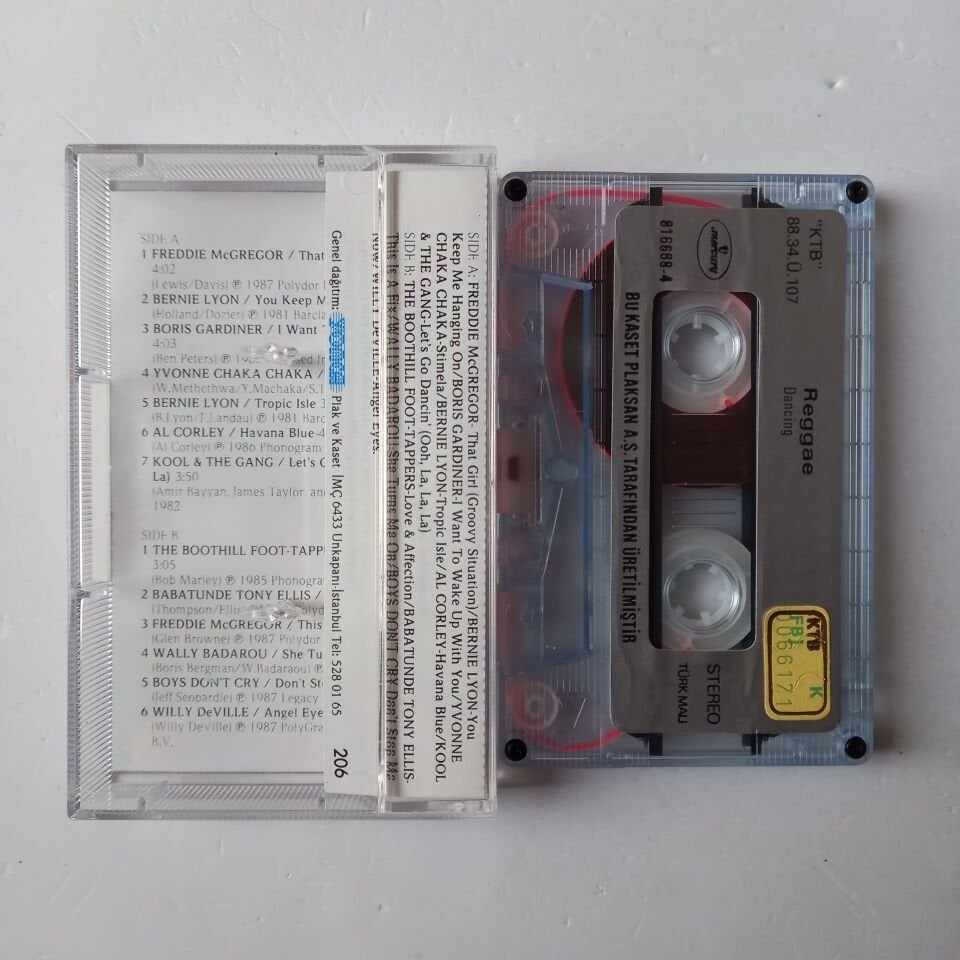 SIDE A
1 FREDDIE McGREGOR / That
4:02
(Lewis/Davis) ℗ 1987 Polydor
2 BERNIE LYON / You Keep M
(Holland/Dozier) ℗ 1981 Barcla
3 BORIS GARDINER / I Want
4:03
(Ben Peters) ℗
4 YVONNE CHAKA CHAKA /
(W.Methethwa/Y.Machaka/S.
5 BERNIE LYON / Tropic Isle 3
(B.Lyon/T.Landau) ℗ 1981 Barc
6 AL CORLEY / Havana Blue-4
(Al Corley) ℗ 1986 Phonogram
7 KOOL & THE GANG / Let's G
La) 3:50
(Amir Bayyan, James Taylor, and
1982
SIDE B
1 THE BOOTHILL FOOT-TAPP
3:05
(Bob Marley) ℗ 1985 Phonogra
2 BABATUNDE TONY ELLIS /
(Thompson/Ellis
3 FREDDIE McGREGOR / This
(Glen Browne) ℗ 1987 Polydor
4 WALLY BADAROU / She Tu
(Boris Bergman/W.Badarou) ℗
5 BOYS DON'T CRY / Don't St
(Jeff Seopardie) ℗ 1987 Legacy
6 WILLY DeVILLE / Angel Eye
(Willy Deville) ℗ 1987 PolyGra
B.V.
SIDE A: FREDDIE McGREGOR- That Girl (Groovy Situation)/BERNIE LYON-You
Keep Me Hanging On/BORIS GARDINER-I Want To Wake Up With You/YVONNE
CHAKA CHAKA-Stimela/BERNIE LYON-Tropic Isle/AL CORLEY-Havana Blue/KOOL
& THE GANG-Let's Go Dancin' (Ooh, La, La, La)
SIDE B: THE BOOTHILL FOOT-TAPPERS-Love & Affection/BABATUNDE TONY ELLIS-
This Is A Fix/WALLY BADAROU-She Turns Me On/BOYS DON'T CRY-Don't Stop Me
Now/WILLY DeVILLE-Angel Eyes.
Genel dağıtım: Plak ve Kaset İMÇ 6433 Unkapanı-İstanbul Tel: 528 01 65
206
"KTB"
88.34.Ü.107
Reggae
Dancing
mercury
816668-4
BU KASET PLAKSAN A.Ş. TARAFINDAN ÜRETİLMİŞTİR
STEREO
TÜRK MALI
KTB
K